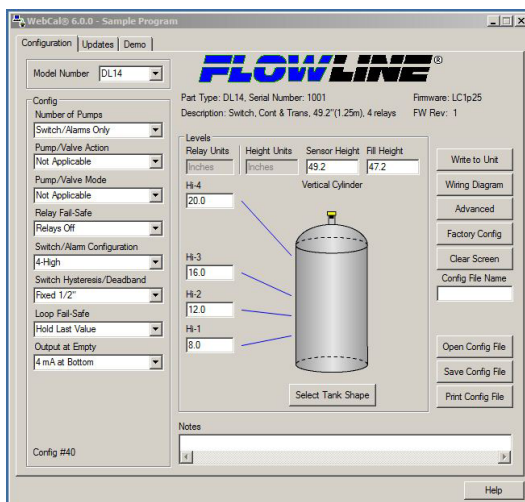 WebCal® 6.0.0 - Sample Program
Configuration Updates Demo
Model Number DL14
FLOWLINE®
Part Type: DL14, Serial Number: 1001 Firmware: LC1p25
Description: Switch, Cont & Trans, 49.2"(1.25m), 4 relays FW Rev: 1
Config
Number of Pumps
Switch/Alarms Only
Pump/Valve Action
Not Applicable
Pump/Valve Mode
Not Applicable
Relay Fail-Safe
Relays Off
Switch/Alarm Configuration
4-High
Switch Hysteresis/Deadband
Fixed 1/2"
Loop Fail-Safe
Hold Last Value
Output at Empty
4 mA at Bottom
Config #40
Levels
Relay Units Height Units Sensor Height Fill Height
Inches Inches 49.2 47.2
Hi-4 Vertical Cylinder
20.0
Hi-3
16.0
Hi-2
12.0
Hi-1
8.0
Select Tank Shape
Write to Unit
Wiring Diagram
Advanced
Factory Config
Clear Screen
Config File Name
Open Config File
Save Config File
Print Config File
Notes
Help